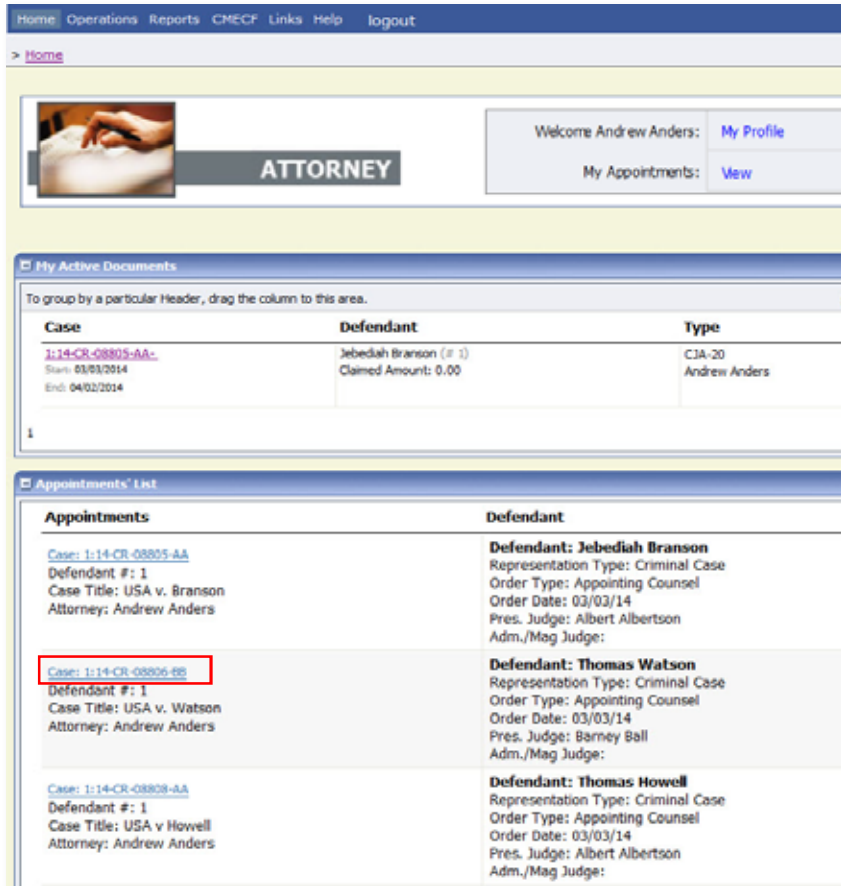 Home Operations Reports CMECF Links Help logout
> Home
ATTORNEY
Welcome Andrew Anders: My Profile
My Appointments: View
My Active Documents
To group by a particular Header, drag the column to this area.
Case Defendant Type
1:14-CR-08805-AA- Jebediah Branson (# 1) CJA-20
Start: 03/03/2014 Claimed Amount: 0.00 Andrew Anders
End: 04/02/2014
1
Appointments' List
Appointments Defendant
Case: 1:14-CR-08805-AA
Defendant #: 1
Case Title: USA v. Branson
Attorney: Andrew Anders
Defendant: Jebediah Branson
Representation Type: Criminal Case
Order Type: Appointing Counsel
Order Date: 03/03/14
Pres. Judge: Albert Albertson
Adm./Mag Judge:
Case: 1:14-CR-08806-BB
Defendant #: 1
Case Title: USA v. Watson
Attorney: Andrew Anders
Defendant: Thomas Watson
Representation Type: Criminal Case
Order Type: Appointing Counsel
Order Date: 03/03/14
Pres. Judge: Barney Ball
Adm./Mag Judge:
Case: 1:14-CR-08808-AA
Defendant #: 1
Case Title: USA v Howell
Attorney: Andrew Anders
Defendant: Thomas Howell
Representation Type: Criminal Case
Order Type: Appointing Counsel
Order Date: 03/03/14
Pres. Judge: Albert Albertson
Adm./Mag Judge: